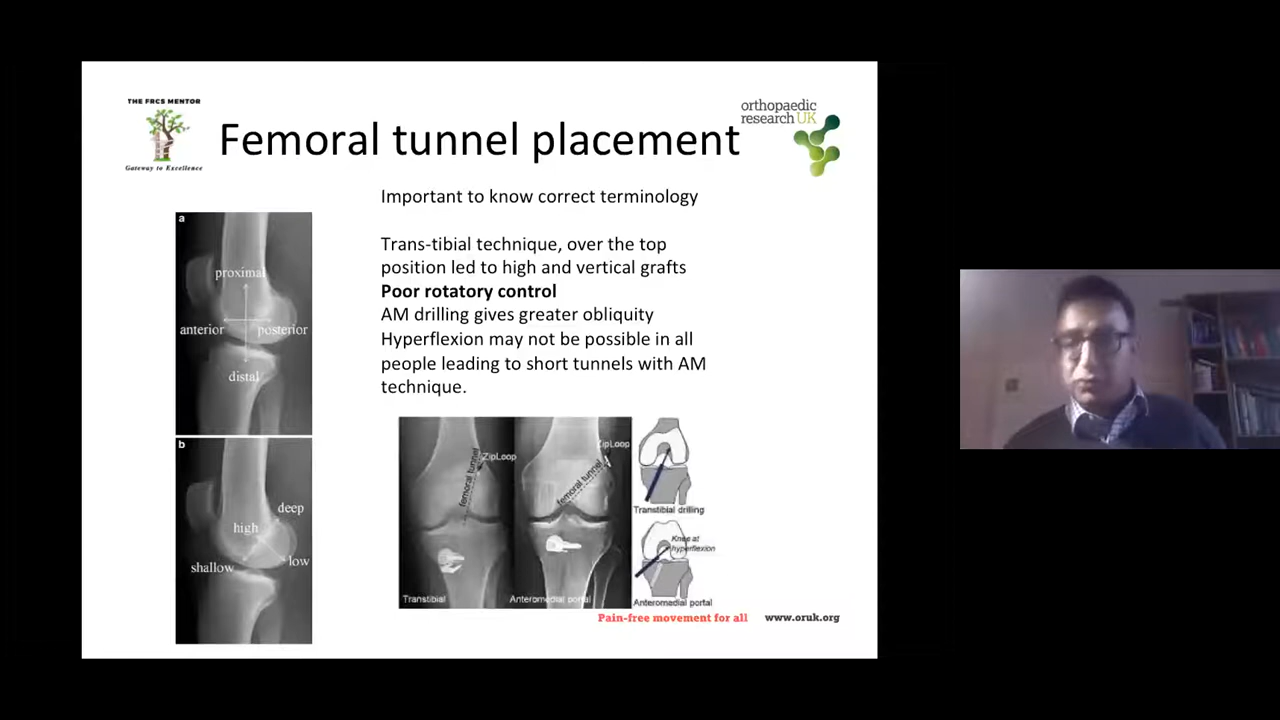 THE FRCS MENTOR
Gateway to Excellence
orthopaedic
research UK
Femoral tunnel placement
Important to know correct terminology
Trans-tibial technique, over the top
position led to high and vertical grafts
Poor rotatory control
AM drilling gives greater obliquity
Hyperflexion may not be possible in all
people leading to short tunnels with AM
technique.
a
proximal
anterior
posterior
distal
b
deep
high
low
shallow
ZipLoop
femoral tunnel
Transtibial
ZipLoop
femoral tunnel
Anteromedial portal
Transtibial drilling
Knee at
hyperflexion
Anteromedial portal
Pain-free movement for all
www.oruk.org